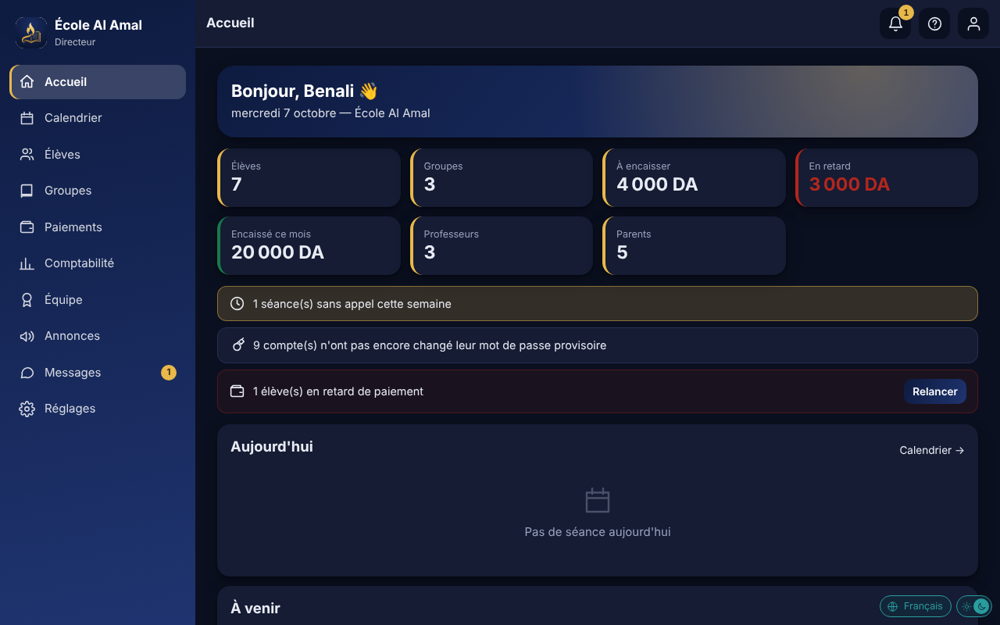 École Al Amal
Directeur
Accueil
Calendrier
Élèves
Groupes
Paiements
Comptabilité
Équipe
Annonces
Messages
1
Réglages
Accueil
1
Bonjour, Benali 👋
mercredi 7 octobre — École Al Amal
Élèves
7
Groupes
3
À encaisser
4 000 DA
En retard
3 000 DA
Encaissé ce mois
20 000 DA
Professeurs
3
Parents
5
1 séance(s) sans appel cette semaine
9 compte(s) n'ont pas encore changé leur mot de passe provisoire
1 élève(s) en retard de paiement
Relancer
Aujourd'hui
Calendrier →
Pas de séance aujourd'hui
À venir
Français